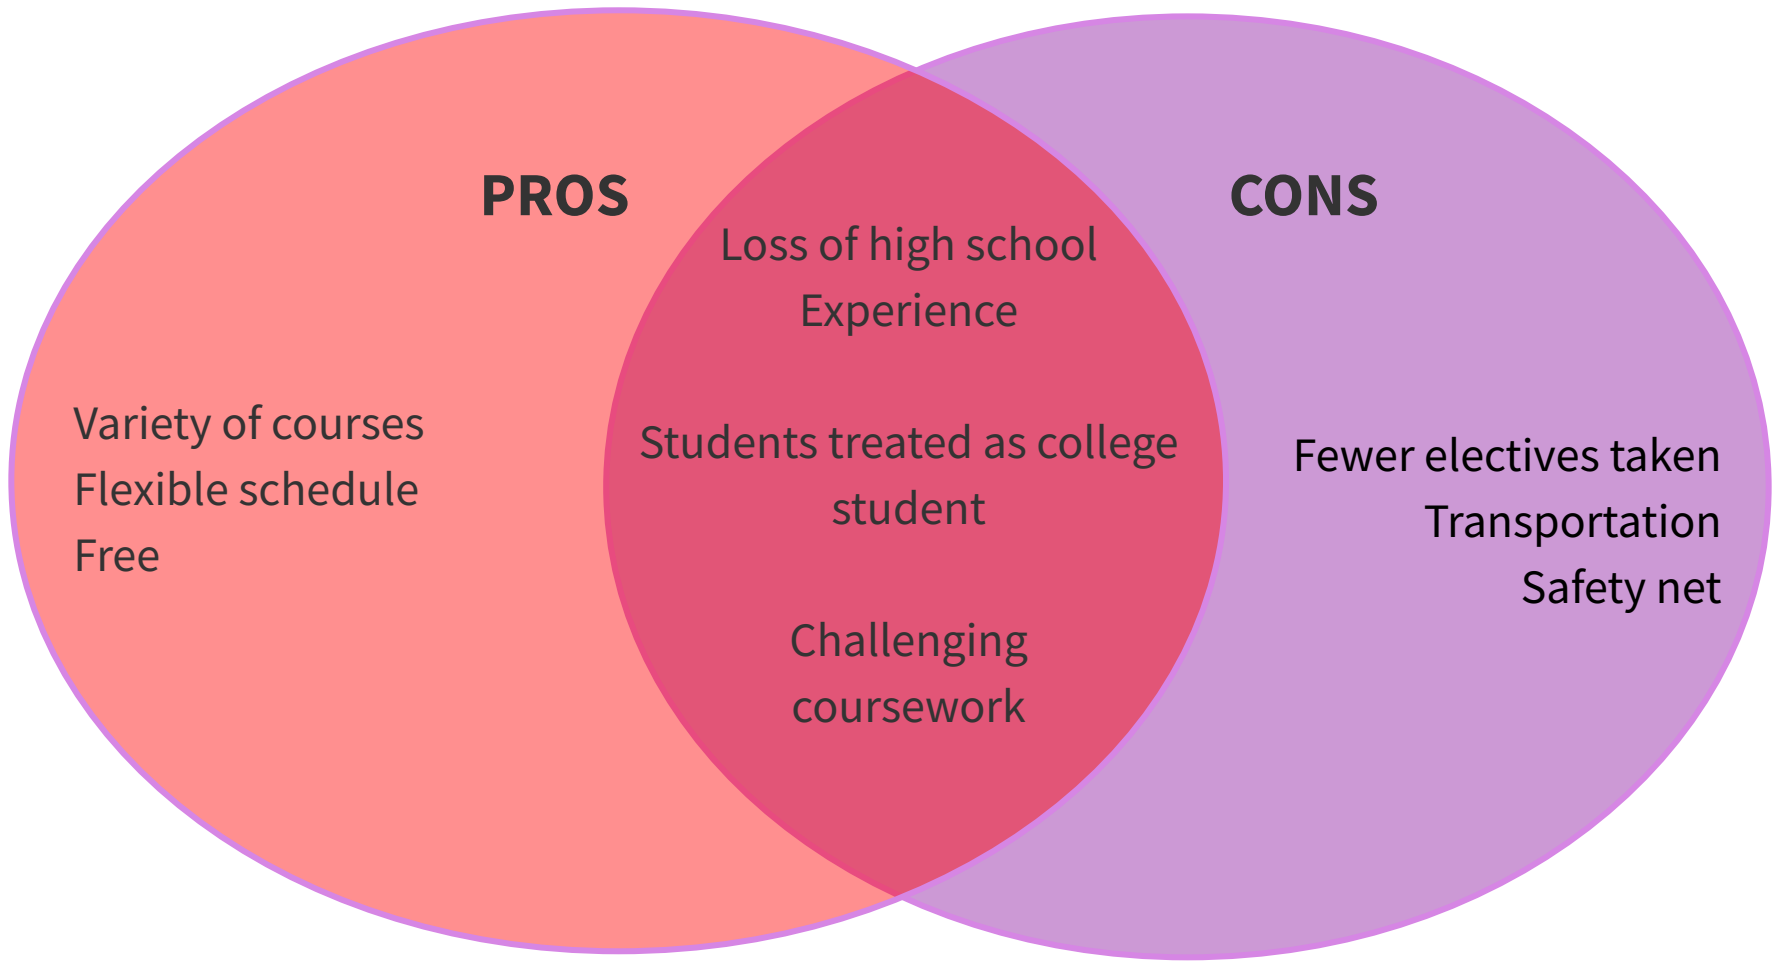 PROS
Variety of courses
Flexible schedule
Free
Loss of high school
Experience
Students treated as college
student
Challenging
coursework
CONS
Fewer electives taken
Transportation
Safety net